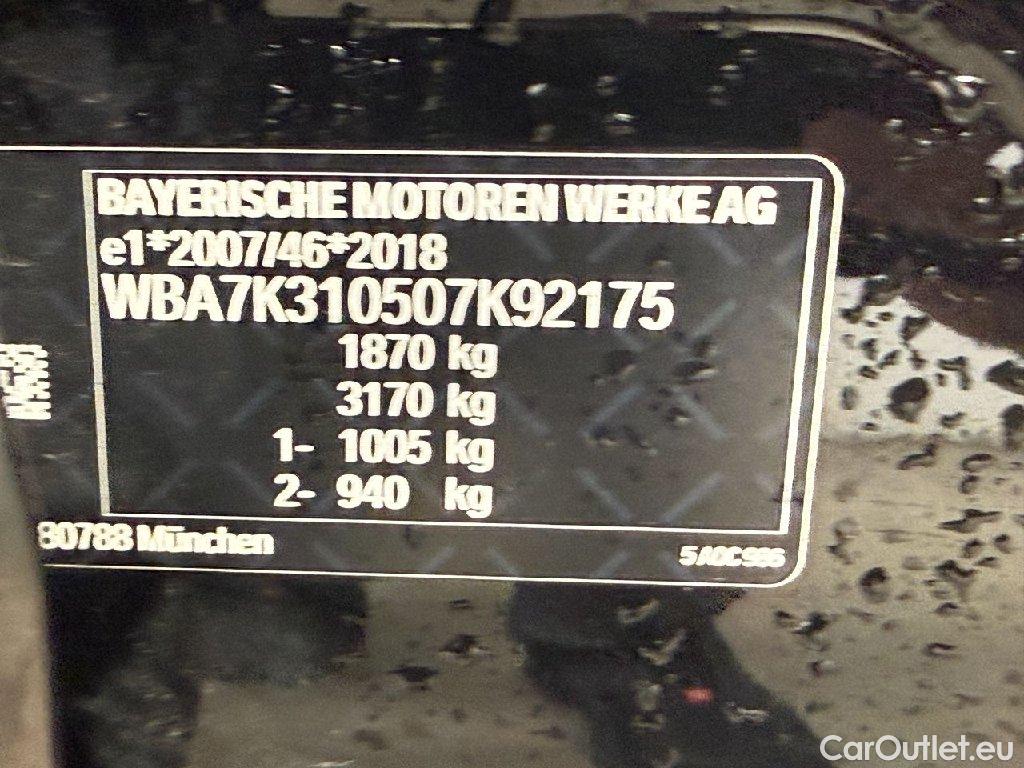 BAYERISCHE MOTOREN WERKE AG
e1*2007/46*2018
WBA7K310507K92175
1870 kg
3170 kg
1- 1005 kg
2- 940 kg
80788 München
CarOutlet.eu